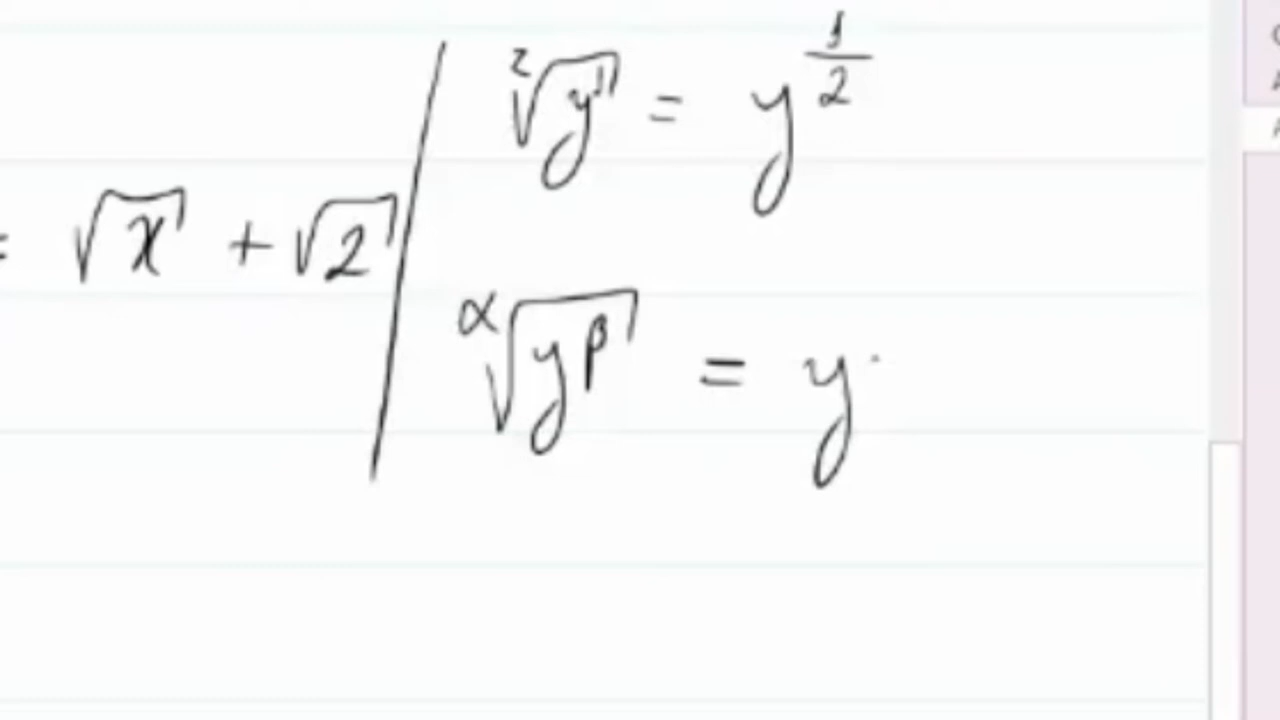 = √x + √2
²√y¹ = y^(1/2)
ᵅ√y^β = y